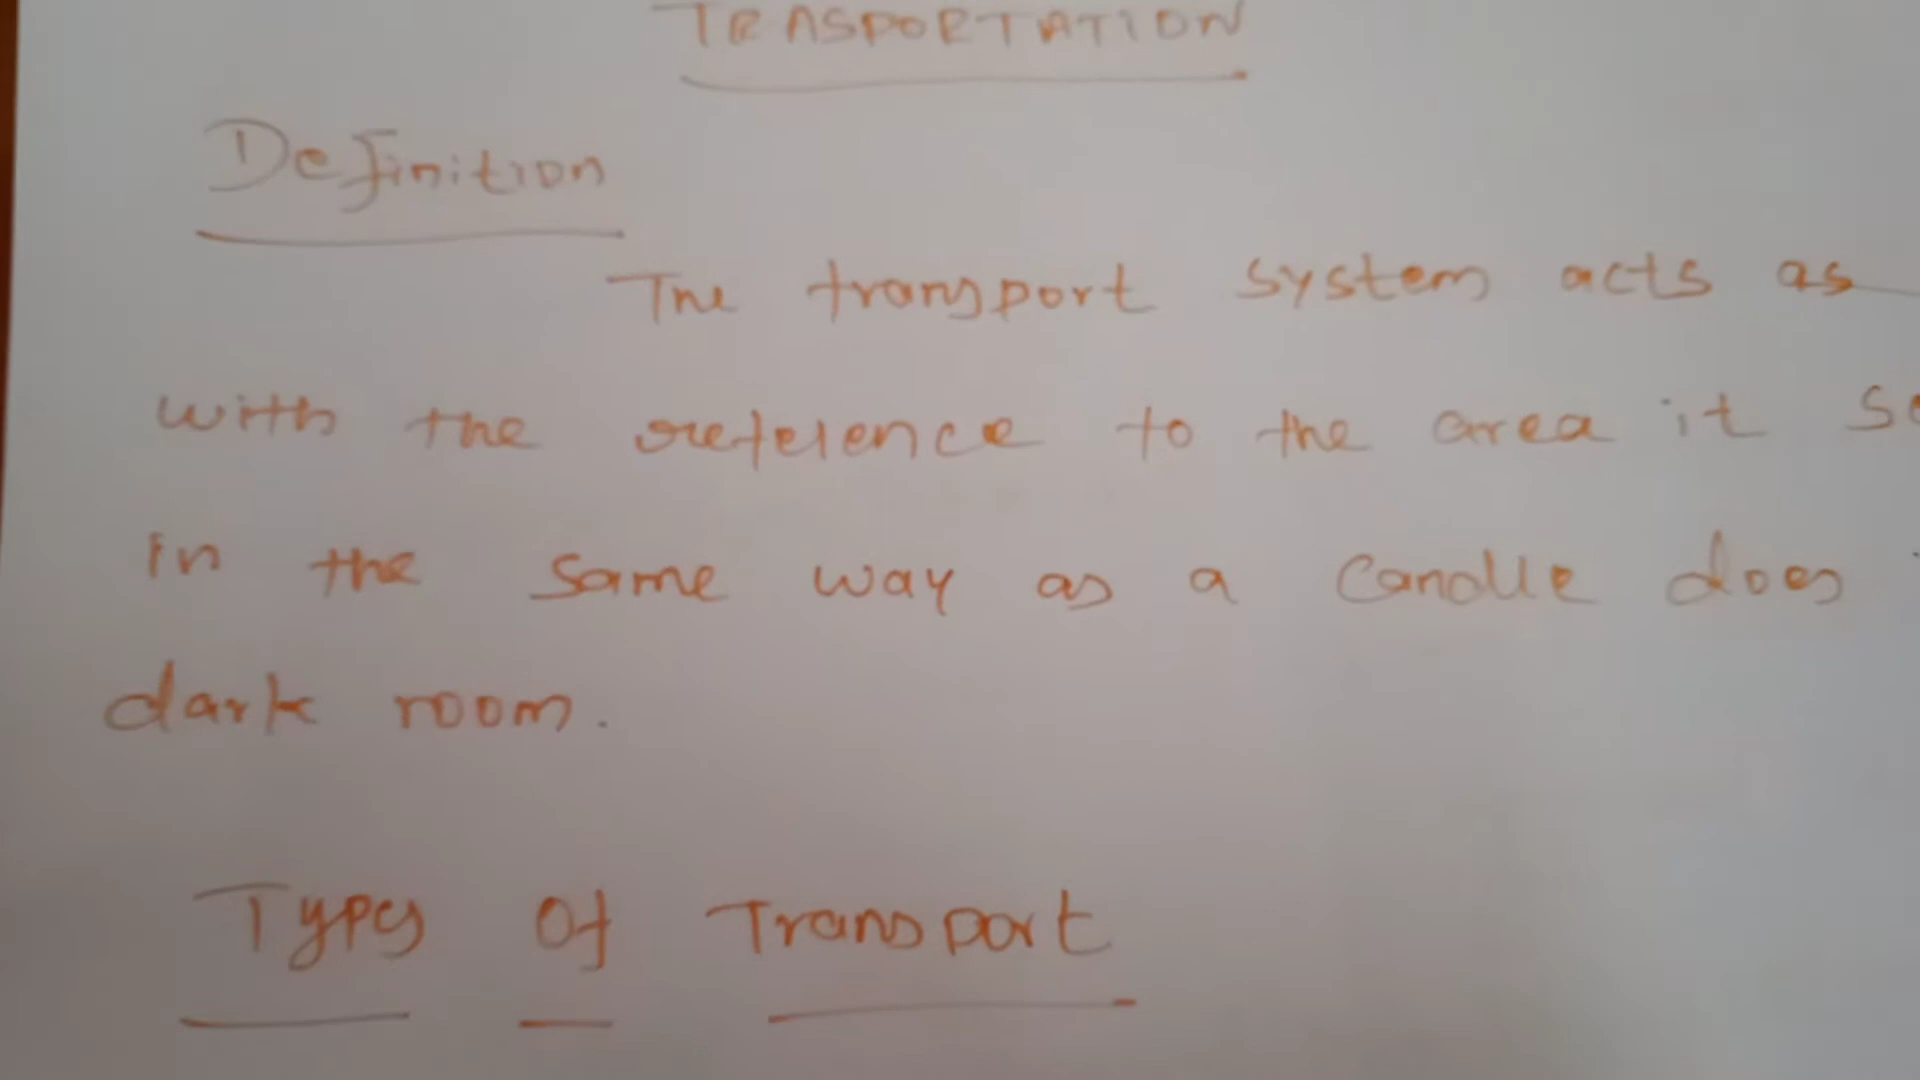 TRASPORTATION
Definition
The transport system acts as
with the reference to the area it
in the same way as a candle does
dark room.
Types Of Transport